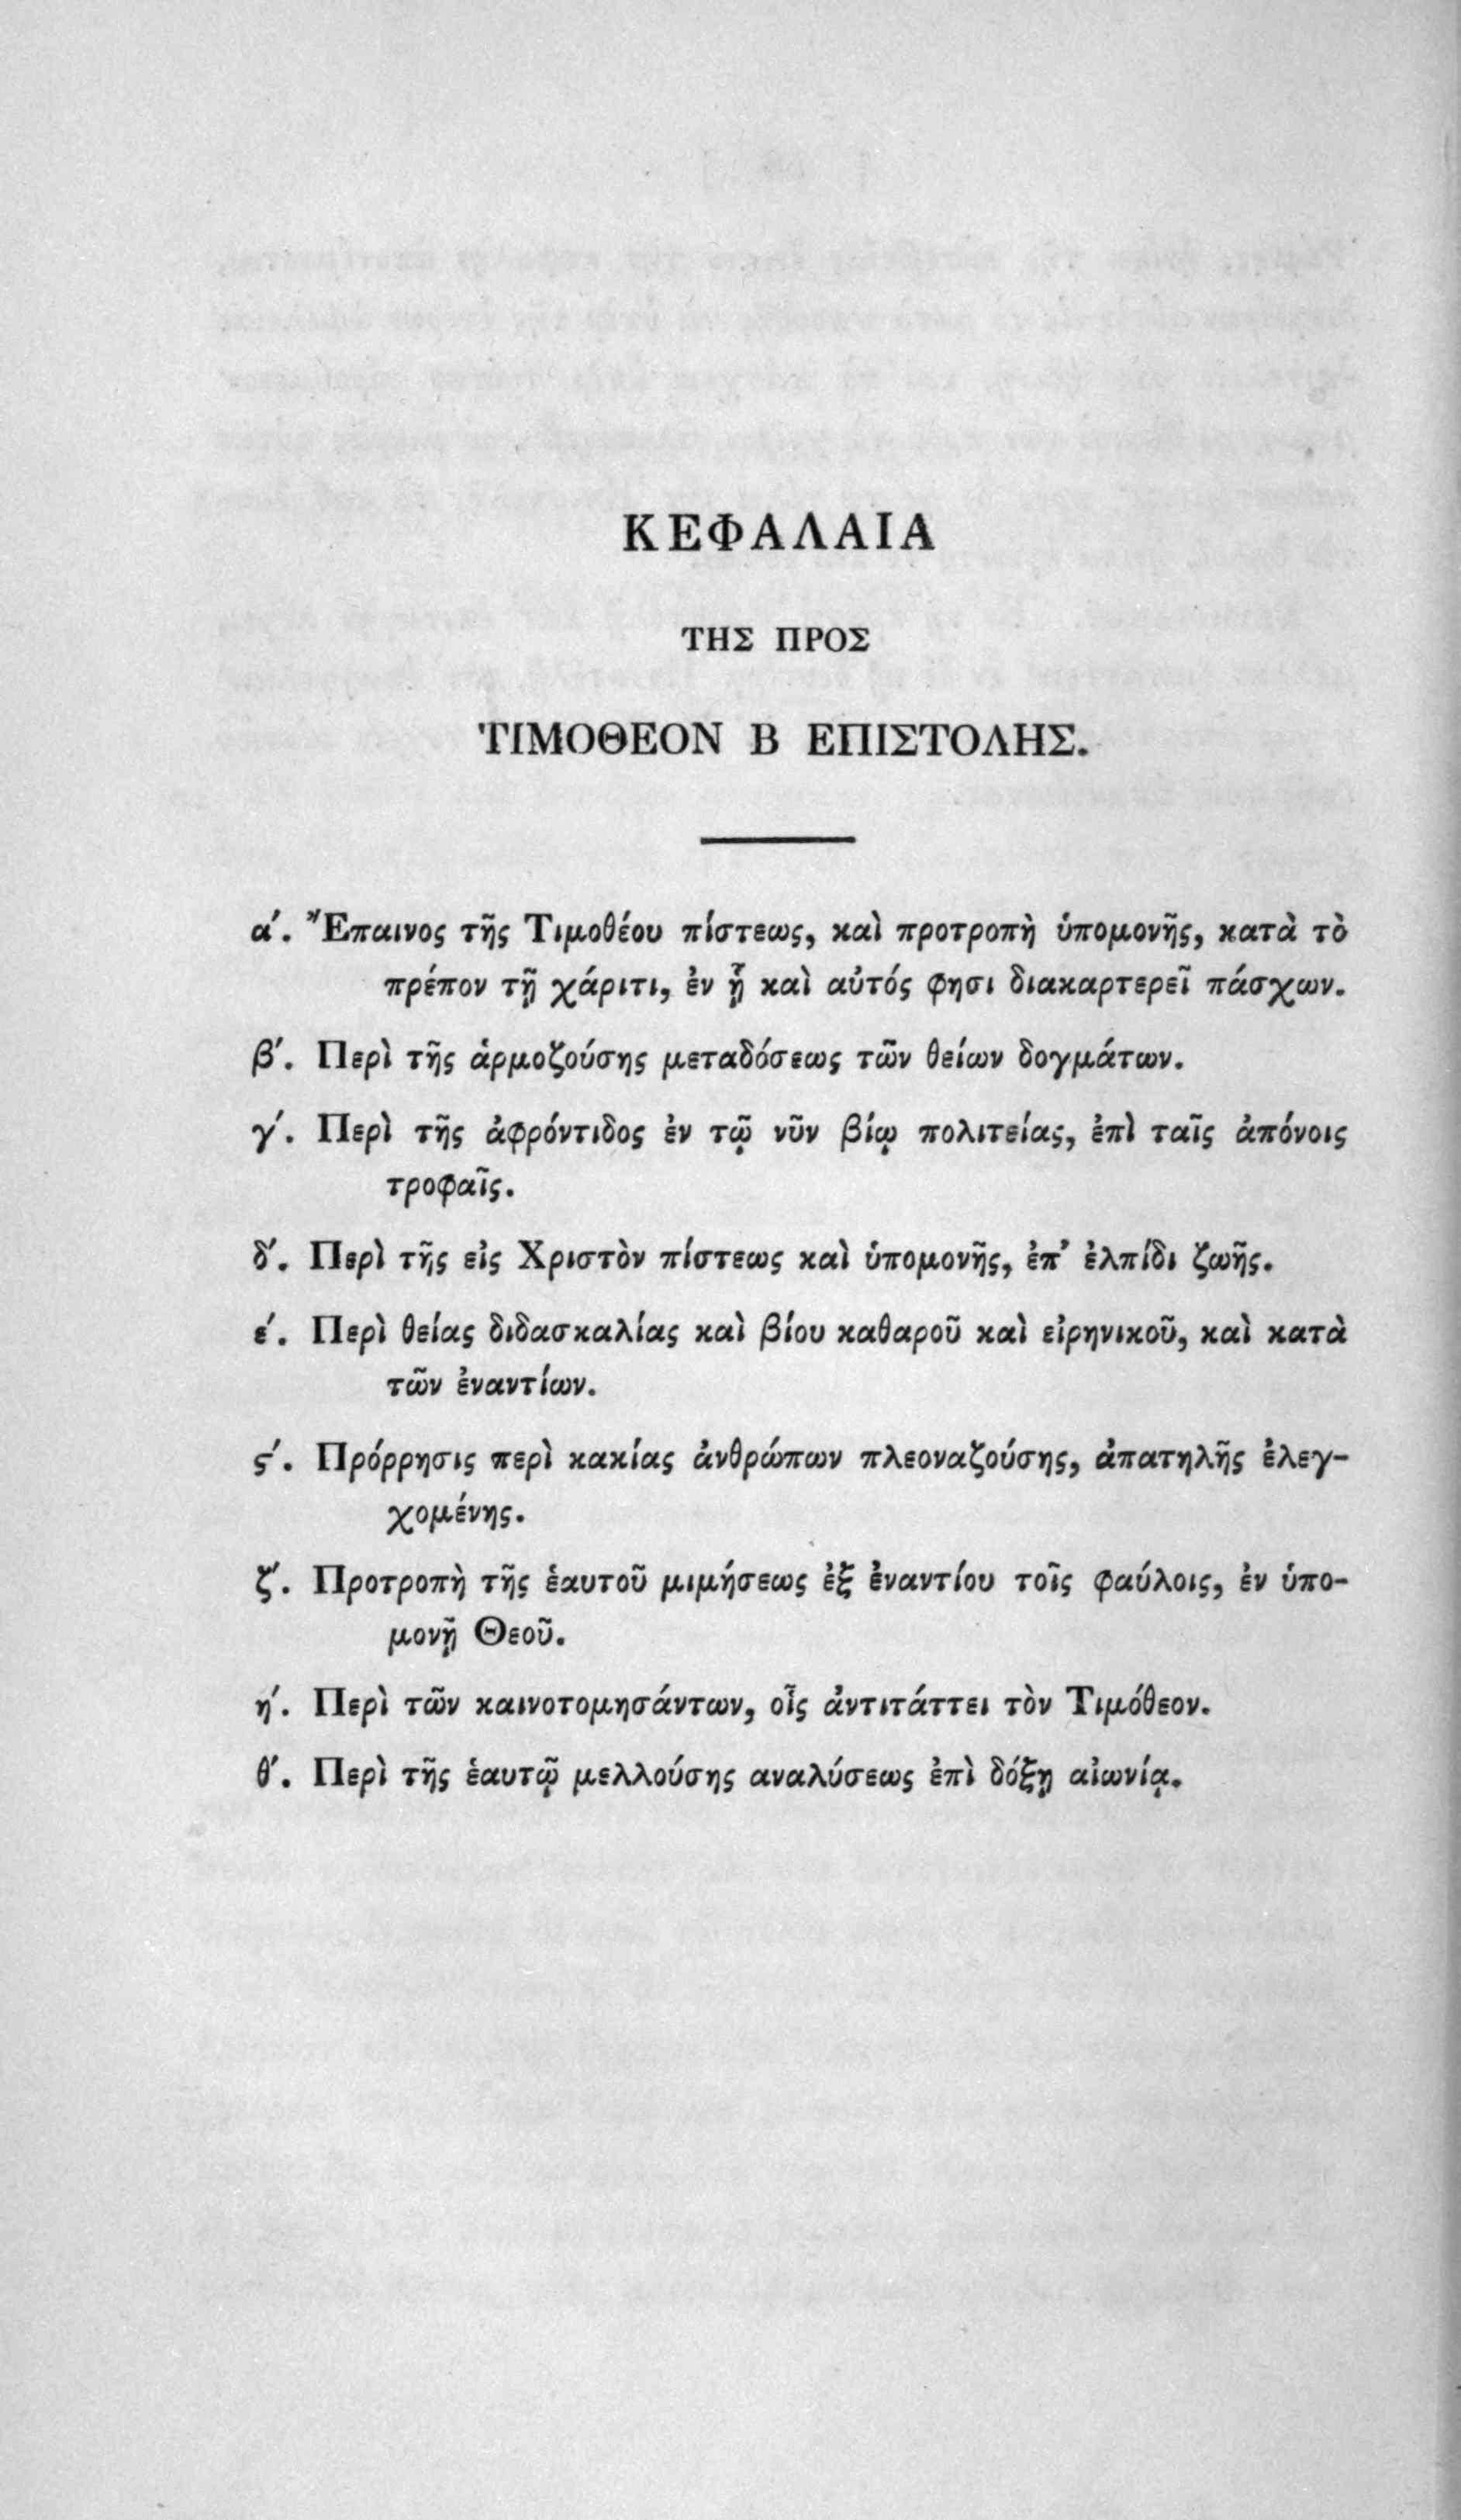 ΚΕΦΑΛΑΙΑ
ΤΗΣ ΠΡΟΣ
ΤΙΜΟΘΕΟΝ Β ΕΠΙΣΤΟΛΗΣ.
α´. Ἔπαινος τῆς Τιμοθέου πίστεως, καὶ προτροπὴ ὑπομονῆς, κατὰ τὸ
πρέπον τῇ χάριτι, ἐν ᾗ καὶ αὐτός φησι διακαρτερεῖ πάσχων.
β´. Περὶ τῆς ἁρμοζούσης μεταδόσεως τῶν θείων δογμάτων.
γ´. Περὶ τῆς ἀφρόντιδος ἐν τῷ νῦν βίῳ πολιτείας, ἐπὶ ταῖς ἀπόνοις
τροφαῖς.
δ´. Περὶ τῆς εἰς Χριστὸν πίστεως καὶ ὑπομονῆς, ἐπ’ ἐλπίδι ζωῆς.
ε´. Περὶ θείας διδασκαλίας καὶ βίου καθαροῦ καὶ εἰρηνικοῦ, καὶ κατὰ
τῶν ἐναντίων.
ς´. Πρόρρησις περὶ κακίας ἀνθρώπων πλεοναζούσης, ἀπατηλῆς ἐλεγ-
χομένης.
ζ´. Προτροπὴ τῆς ἑαυτοῦ μιμήσεως ἐξ ἐναντίου τοῖς φαύλοις, ἐν ὑπο-
μονῇ Θεοῦ.
η´. Περὶ τῶν καινοτομησάντων, οἷς ἀντιτάττει τὸν Τιμόθεον.
θ´. Περὶ τῆς ἑαυτῷ μελλούσης αναλύσεως ἐπὶ δόξῃ αἰωνίᾳ.